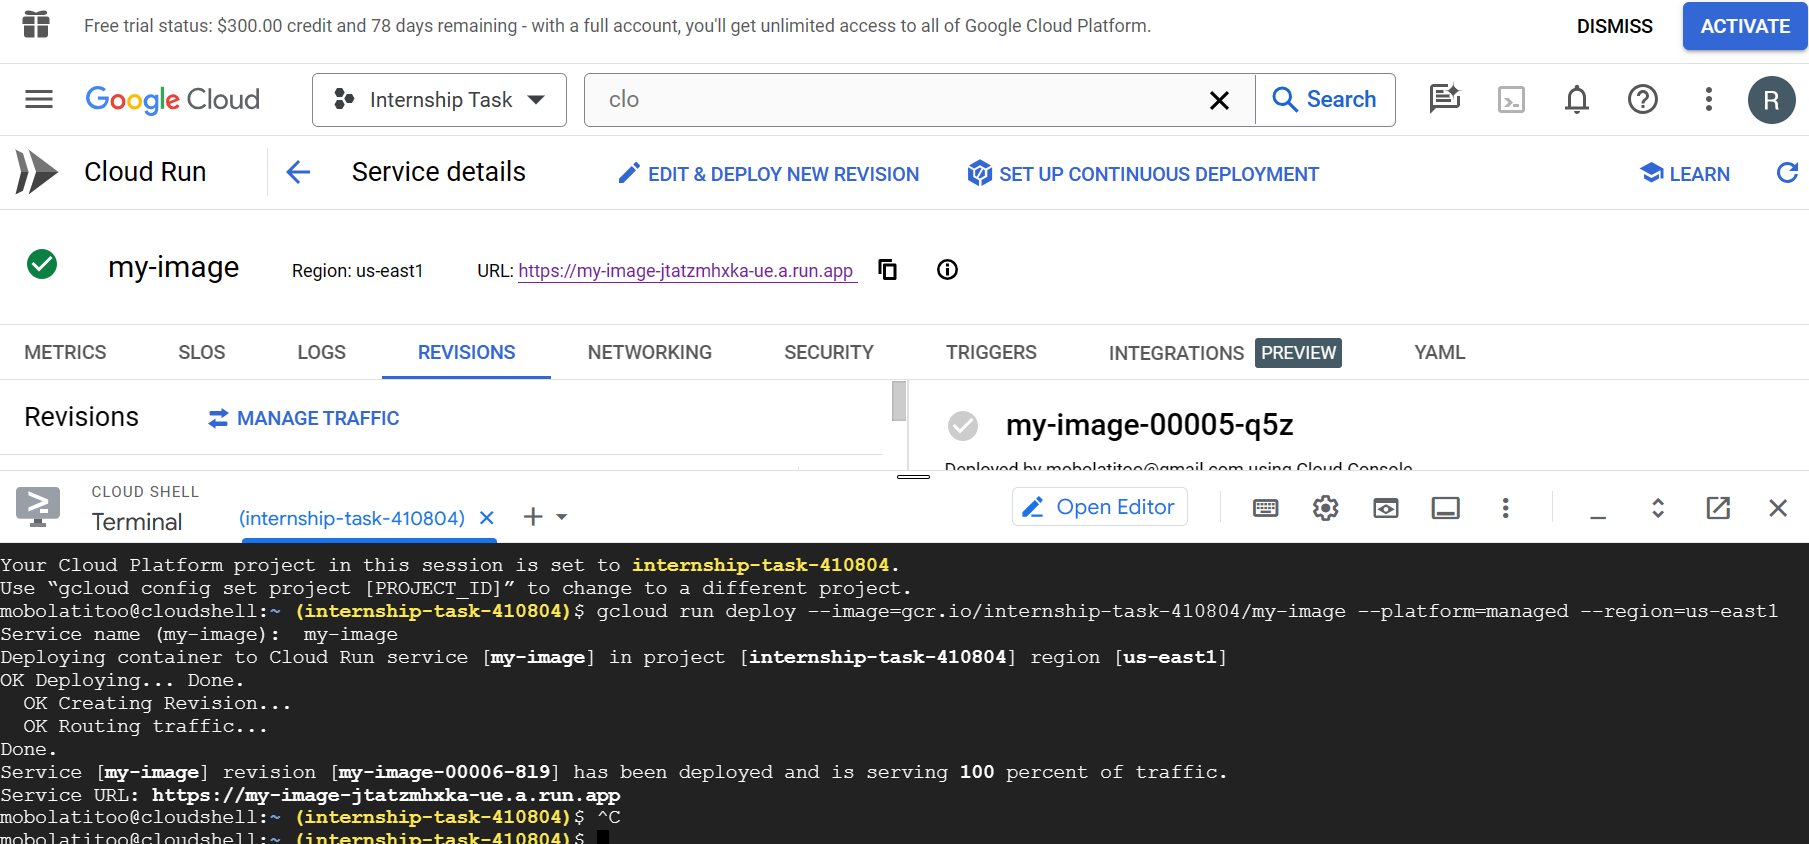 Free trial status: $300.00 credit and 78 days remaining - with a full account, you'll get unlimited access to all of Google Cloud Platform.
DISMISS
ACTIVATE
Google Cloud
Internship Task
clo
Search
R
Cloud Run
Service details
EDIT & DEPLOY NEW REVISION
SET UP CONTINUOUS DEPLOYMENT
LEARN
my-image
Region: us-east1
URL: https://my-image-jtatzmhxka-ue.a.run.app
METRICS
SLOS
LOGS
REVISIONS
NETWORKING
SECURITY
TRIGGERS
INTEGRATIONS PREVIEW
YAML
Revisions
MANAGE TRAFFIC
my-image-00005-q5z
Deployed by mobolatitoo@gmail.com using Cloud Console
CLOUD SHELL
Terminal
(internship-task-410804)
Open Editor
Your Cloud Platform project in this session is set to internship-task-410804.
Use “gcloud config set project [PROJECT_ID]” to change to a different project.
mobolatitoo@cloudshell:~ (internship-task-410804)$ gcloud run deploy --image=gcr.io/internship-task-410804/my-image --platform=managed --region=us-east1
Service name (my-image):  my-image
Deploying container to Cloud Run service [my-image] in project [internship-task-410804] region [us-east1]
OK Deploying... Done.
  OK Creating Revision...
  OK Routing traffic...
Done.
Service [my-image] revision [my-image-00006-8l9] has been deployed and is serving 100 percent of traffic.
Service URL: https://my-image-jtatzmhxka-ue.a.run.app
mobolatitoo@cloudshell:~ (internship-task-410804)$ ^C
mobolatitoo@cloudshell:~ (internship-task-410804)$